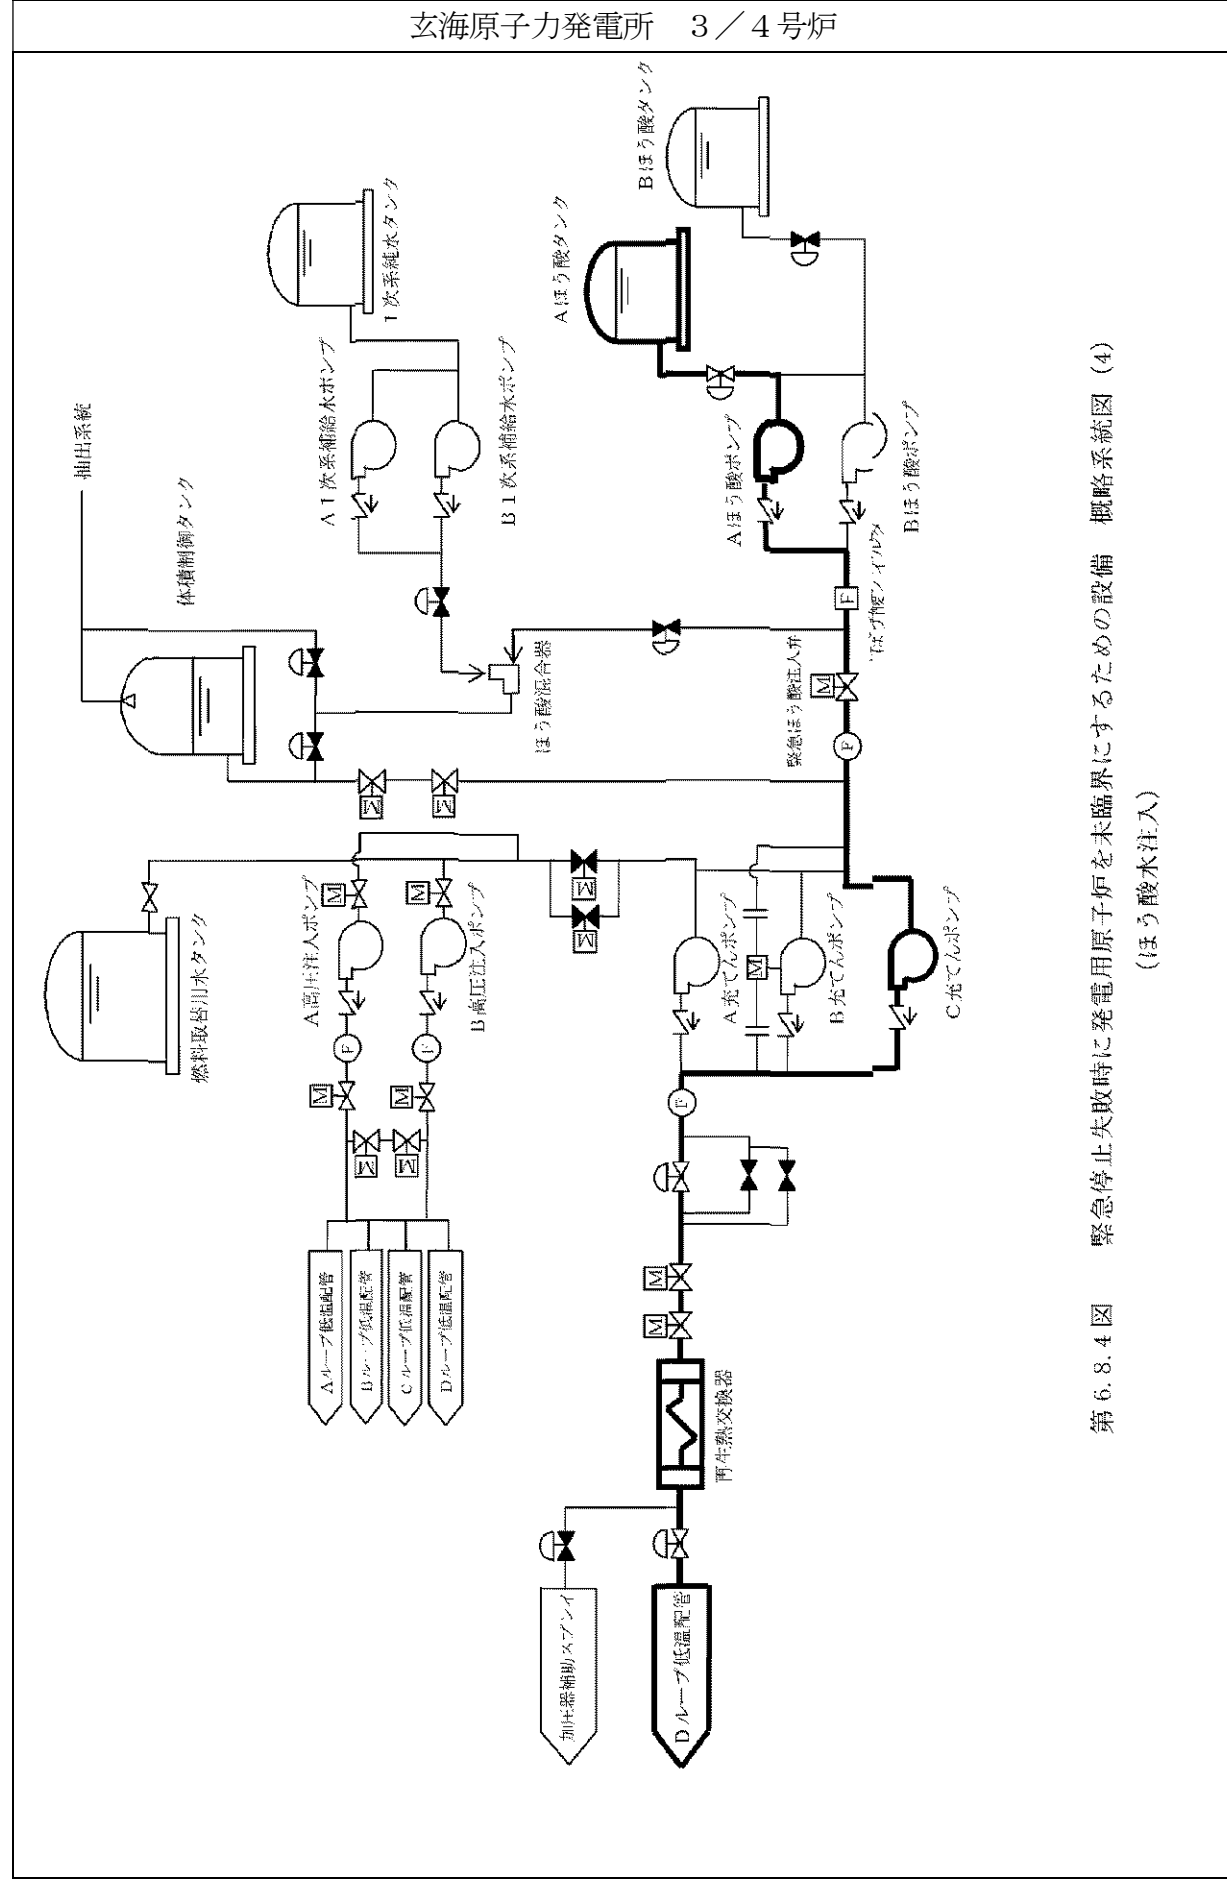 玄海原子力発電所　３／４号炉
抽出系統
体積制御タンク
燃料取替用水タンク
1次系純水タンク
A1次系補給水ポンプ
B1次系補給水ポンプ
Bほう酸タンク
Aほう酸タンク
Aほう酸ポンプ
Bほう酸ポンプ
ほう酸混合器
緊急ほう酸注入弁
F
M
F
M
M
M
M
M
M
A高圧注入ポンプ
B高圧注入ポンプ
F
F
M
M
M
M
A充てんポンプ
M
B充てんポンプ
C充てんポンプ
F
Aループ低温配管
Bループ低温配管
Cループ低温配管
Dループ低温配管
M
M
再生熱交換器
加圧器補助スプレイ
Dループ低温配管
第6.8.4図　緊急停止失敗時に発電用原子炉を未臨界にするための設備　概略系統図 (4)
(ほう酸水注入)